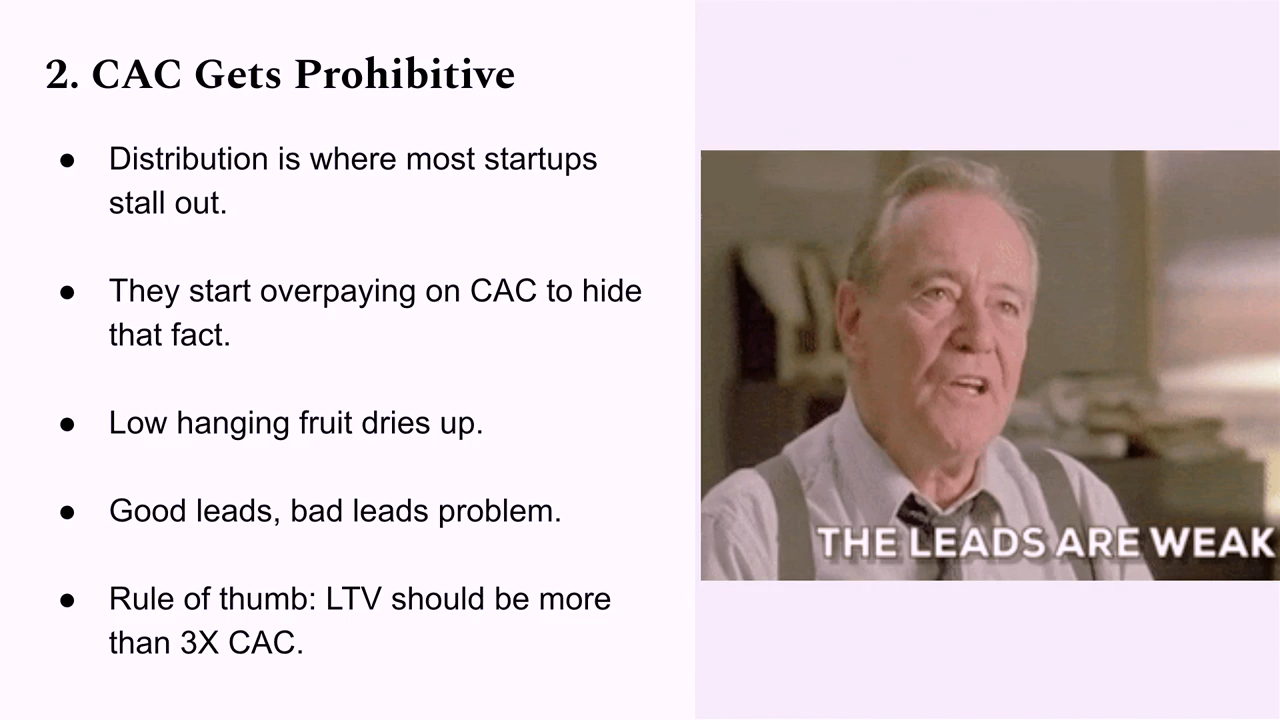 2. CAC Gets Prohibitive
● Distribution is where most startups
stall out.
● They start overpaying on CAC to hide
that fact.
● Low hanging fruit dries up.
● Good leads, bad leads problem.
● Rule of thumb: LTV should be more
than 3X CAC.
THE LEADS ARE WEAK